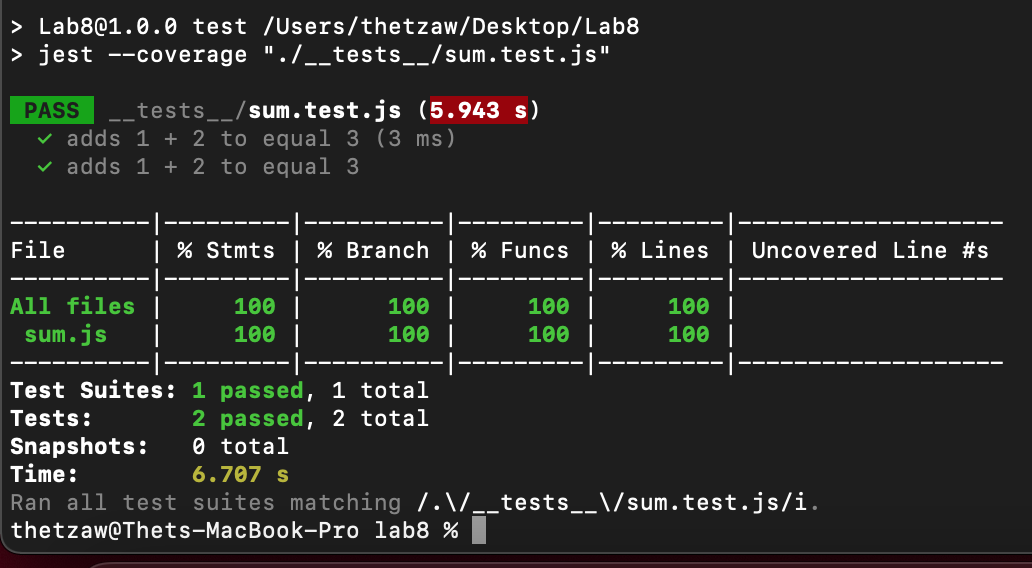 > Lab8@1.0.0 test /Users/thetzaw/Desktop/Lab8
> jest --coverage "./__tests__/sum.test.js"
PASS __tests__/sum.test.js (5.943 s)
✓ adds 1 + 2 to equal 3 (3 ms)
✓ adds 1 + 2 to equal 3
----------|---------|----------|---------|---------|-------------------
File      | % Stmts | % Branch | % Funcs | % Lines | Uncovered Line #s
----------|---------|----------|---------|---------|-------------------
All files |     100 |      100 |     100 |     100 |
 sum.js   |     100 |      100 |     100 |     100 |
----------|---------|----------|---------|---------|-------------------
Test Suites: 1 passed, 1 total
Tests:       2 passed, 2 total
Snapshots:   0 total
Time:        6.707 s
Ran all test suites matching /.\/__tests__\/sum.test.js/i.
thetzaw@Thets-MacBook-Pro lab8 %